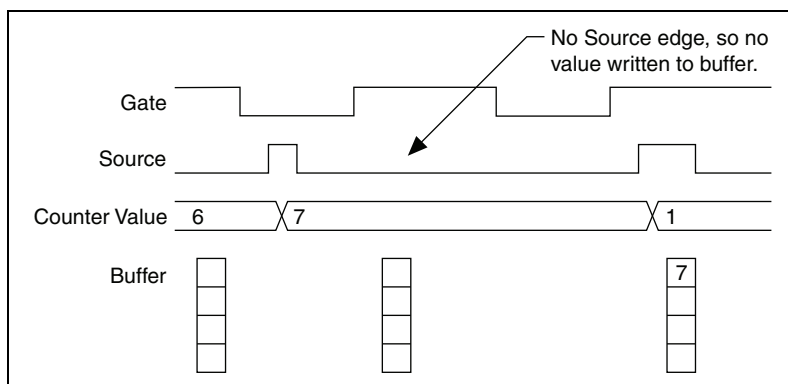 No Source edge, so no
value written to buffer.
Gate
Source
Counter Value 6 7 1
Buffer 7